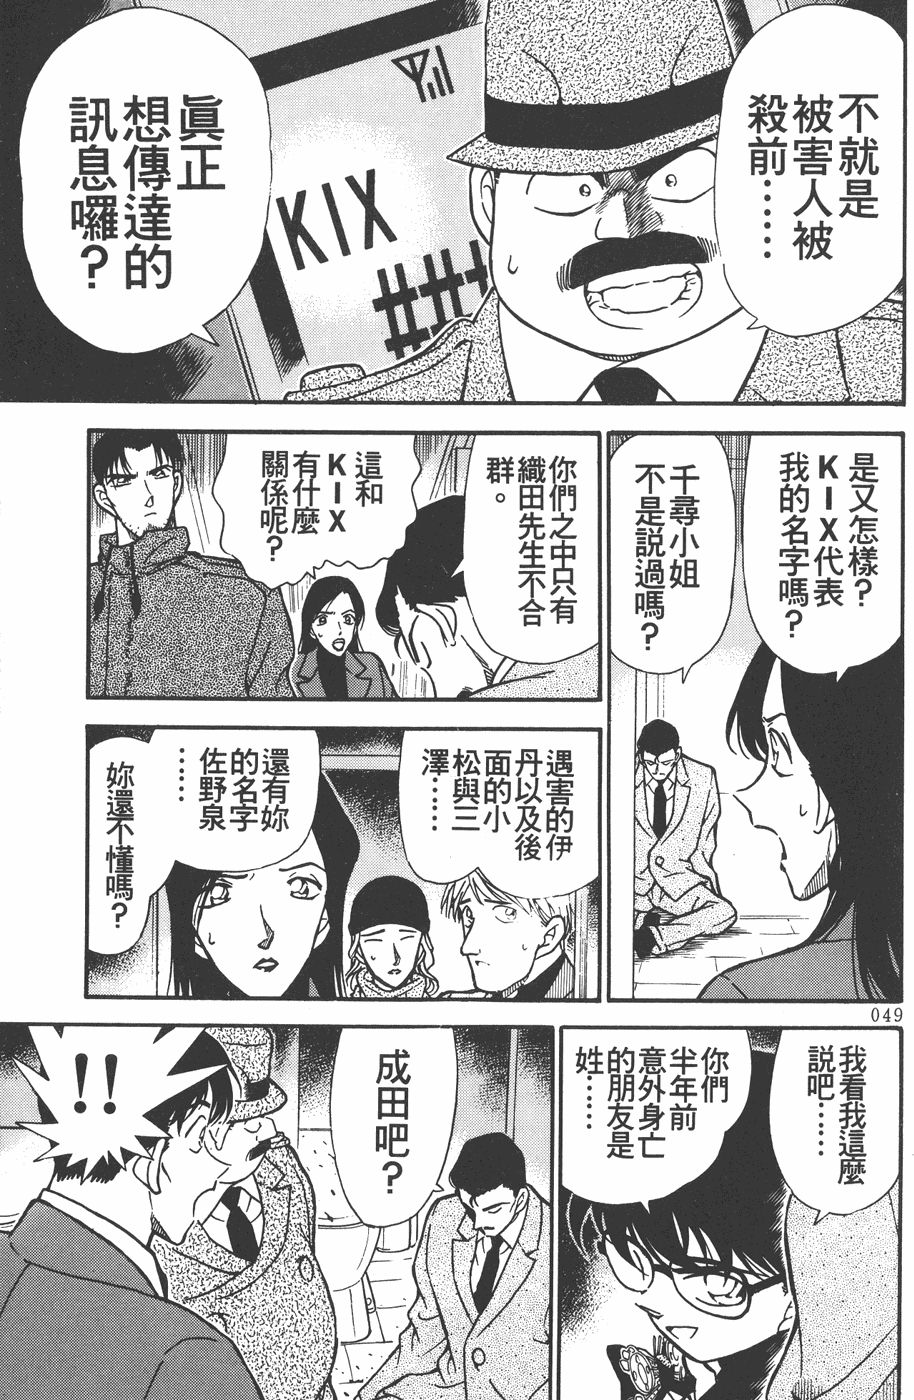 不就是
被害人被
殺前……
KIX
真正
想傳達的
訊息囉？
是又怎樣？
KIX代表
我的名字嗎？
千尋小姐
不是說過嗎？
你們之中只有
織田先生不合
群。
這和
KIX
有什麼
關係呢？
遇害的伊
丹以及後
面的小
松與三
澤……
還有妳
的名字
佐野泉
……
妳還不懂嗎？
049
我看我這麼
說吧……
你們
半年前
意外身亡
的朋友是
姓……
成田吧？
!!